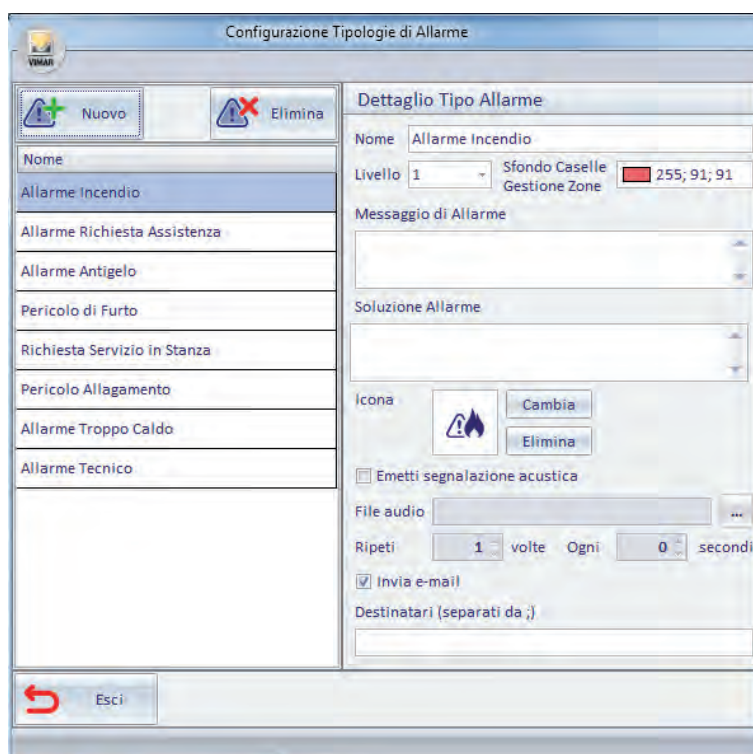 Configurazione Tipologie di Allarme
VIMAR
Nuovo
Elimina
Nome
Allarme Incendio
Allarme Richiesta Assistenza
Allarme Antigelo
Pericolo di Furto
Richiesta Servizio in Stanza
Pericolo Allagamento
Allarme Troppo Caldo
Allarme Tecnico
Dettaglio Tipo Allarme
Nome Allarme Incendio
Livello 1 Sfondo Caselle Gestione Zone 255; 91; 91
Messaggio di Allarme
Soluzione Allarme
Icona
Cambia
Elimina
Emetti segnalazione acustica
File audio ...
Ripeti 1 volte Ogni 0 secondi
Invia e-mail
Destinatari (separati da ;)
Esci